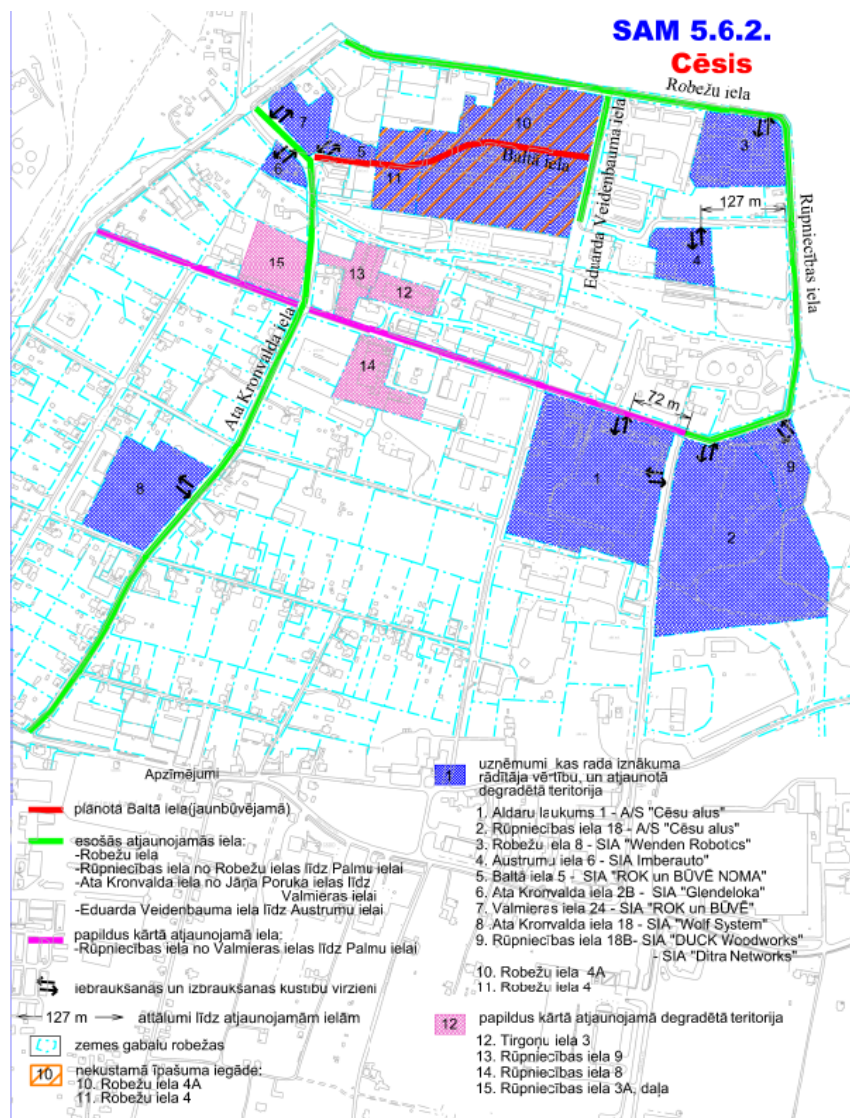 SAM 5.6.2.
Cēsis
Robežu iela
7
10
3
5
6
11
Baltā iela
Eduarda Veidenbauma iela
127 m
Rūpniecības iela
4
15
13
12
14
Ata Kronvalda iela
72 m
8
1
9
2
Apzīmējumi
plānotā Baltā iela(jaunbūvējamā)
esošās atjaunojamās iela:
-Robežu iela
-Rūpniecības iela no Robežu ielas līdz Palmu ielai
-Ata Kronvalda iela no Jāņa Poruka ielas līdz
Valmieras ielai
-Eduarda Veidenbauma iela līdz Austrumu ielai
papildus kārtā atjaunojamā iela:
-Rūpniecības iela no Valmieras ielas līdz Palmu ielai
iebraukšanas un izbraukšanas kustību virzieni
127 m attālumi līdz atjaunojamām ielām
zemes gabalu robežas
10 nekustamā īpašuma iegāde:
10. Robežu iela 4A
11. Robežu iela 4
1 uzņēmumi kas rada iznākuma
rādītāja vērtību, un atjaunotā
degradētā teritorija
1. Aldaru laukums 1 - A/S "Cēsu alus"
2. Rūpniecības iela 18 - A/S "Cēsu alus"
3. Robežu iela 8 - SIA "Wenden Robotics"
4. Austrumu iela 6 - SIA Imberauto"
5. Baltā iela 5 - SIA "ROK un BŪVĒ NOMA"
6. Ata Kronvalda iela 2B - SIA "Glendeloka"
7. Valmieras iela 24 - SIA "ROK un BŪVĒ"
8 Ata Kronvalda iela 18 - SIA "Wolf System"
9. Rūpniecības iela 18B- SIA "DUCK Woodworks"
- SIA "Ditra Networks"
10. Robežu iela 4A
11. Robežu iela 4
12 papildus kārtā atjaunojamā degradētā teritorija
12. Tirgoņu iela 3
13. Rūpniecības iela 9
14. Rūpniecības iela 8
15. Rūpniecības iela 3A, daļa